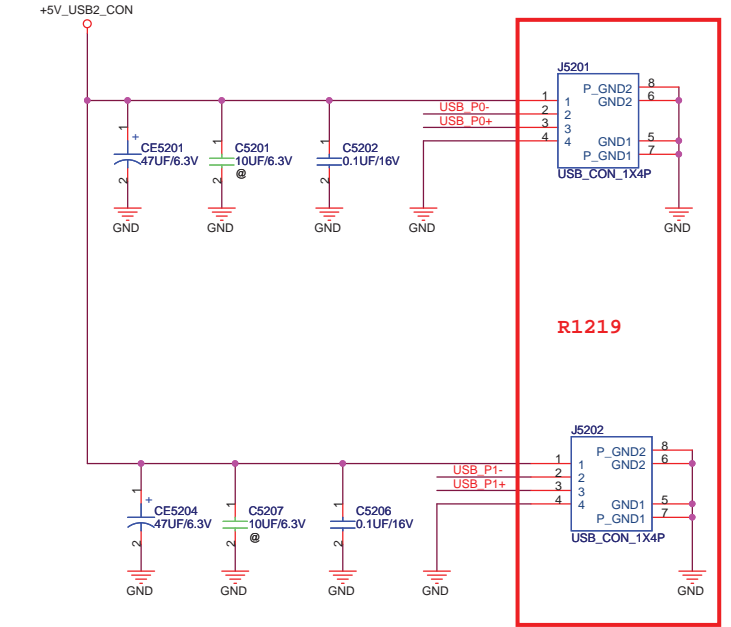 +5V_USB2_CON
J5201
P_GND2 8
1 1 GND2 6
USB_P0- 2 2
USB_P0+ 3 3
4 4 GND1 5
P_GND1 7
USB_CON_1X4P
1 + CE5201 1 C5201 1 C5202
47UF/6.3V 10UF/6.3V 0.1UF/16V
2 2 @ 2
GND GND GND GND GND
R1219
J5202
P_GND2 8
1 1 GND2 6
USB_P1- 2 2
USB_P1+ 3 3
4 4 GND1 5
P_GND1 7
USB_CON_1X4P
1 + CE5204 1 C5207 1 C5206
47UF/6.3V 10UF/6.3V 0.1UF/16V
2 2 @ 2
GND GND GND GND GND